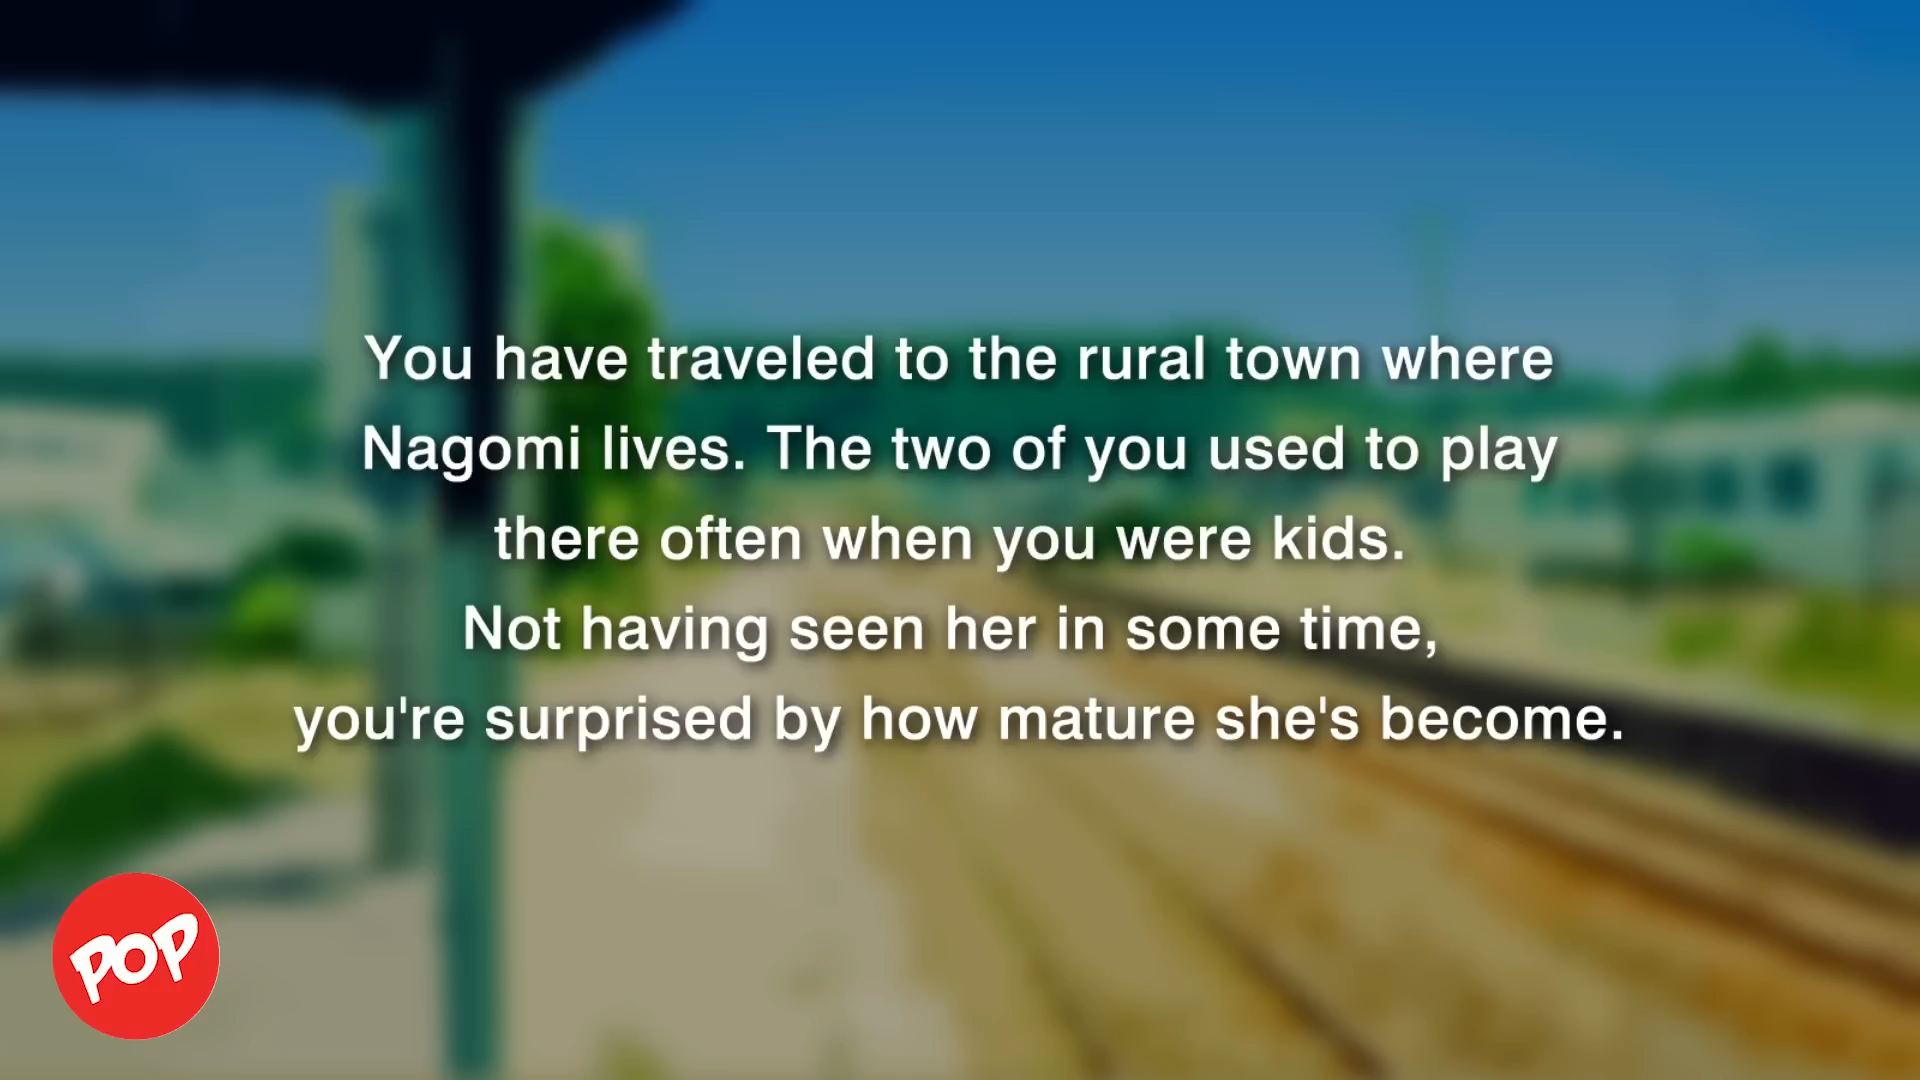 You have traveled to the rural town where
Nagomi lives. The two of you used to play
there often when you were kids.
Not having seen her in some time,
you're surprised by how mature she's become.
POP